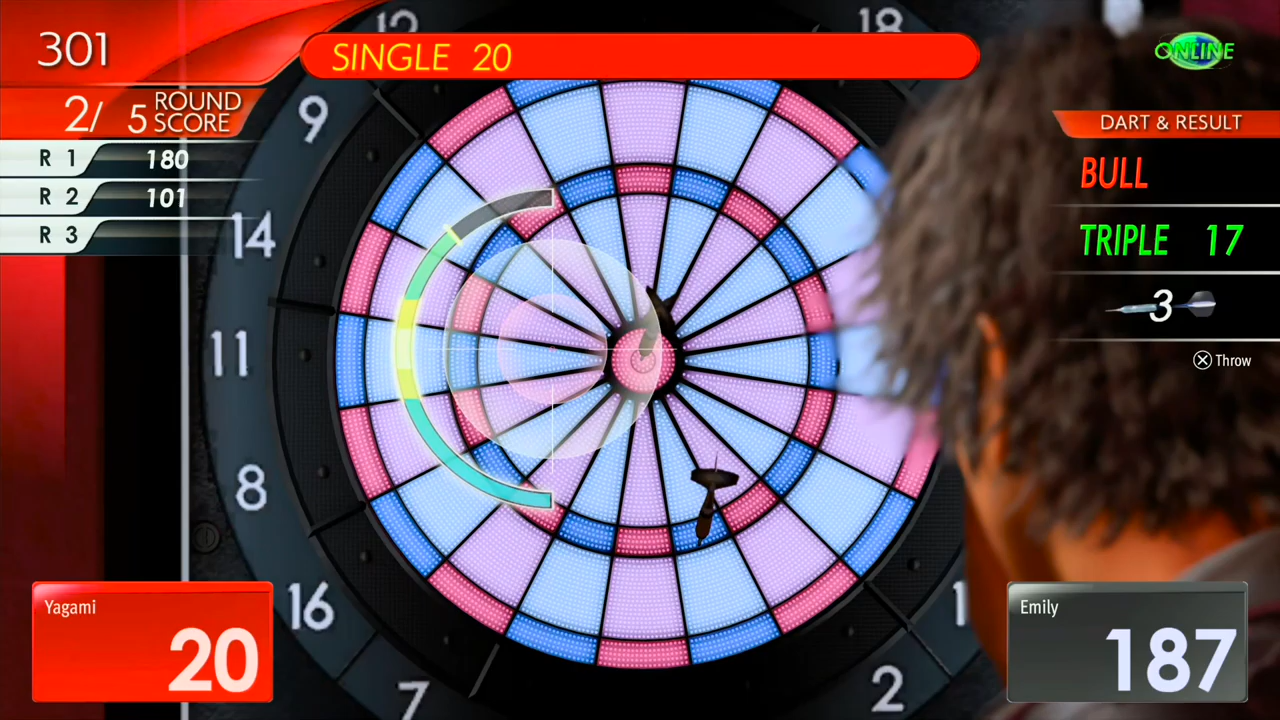 301
SINGLE 20
ONLINE
2/ 5 ROUND SCORE
R 1 180
R 2 101
R 3
DART & RESULT
BULL
TRIPLE 17
3
Throw
12
18
9
14
11
8
16
7
2
Yagami
20
Emily
187